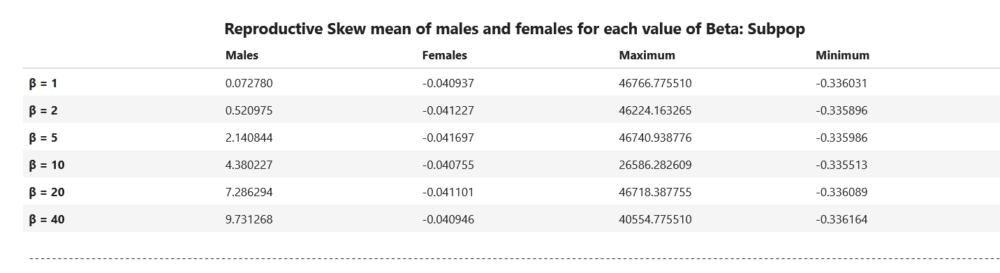 Reproductive Skew mean of males and females for each value of Beta: Subpop
Males Females Maximum Minimum
β = 1 0.072780 -0.040937 46766.775510 -0.336031
β = 2 0.520975 -0.041227 46224.163265 -0.335896
β = 5 2.140844 -0.041697 46740.938776 -0.335986
β = 10 4.380227 -0.040755 26586.282609 -0.335513
β = 20 7.286294 -0.041101 46718.387755 -0.336089
β = 40 9.731268 -0.040946 40554.775510 -0.336164